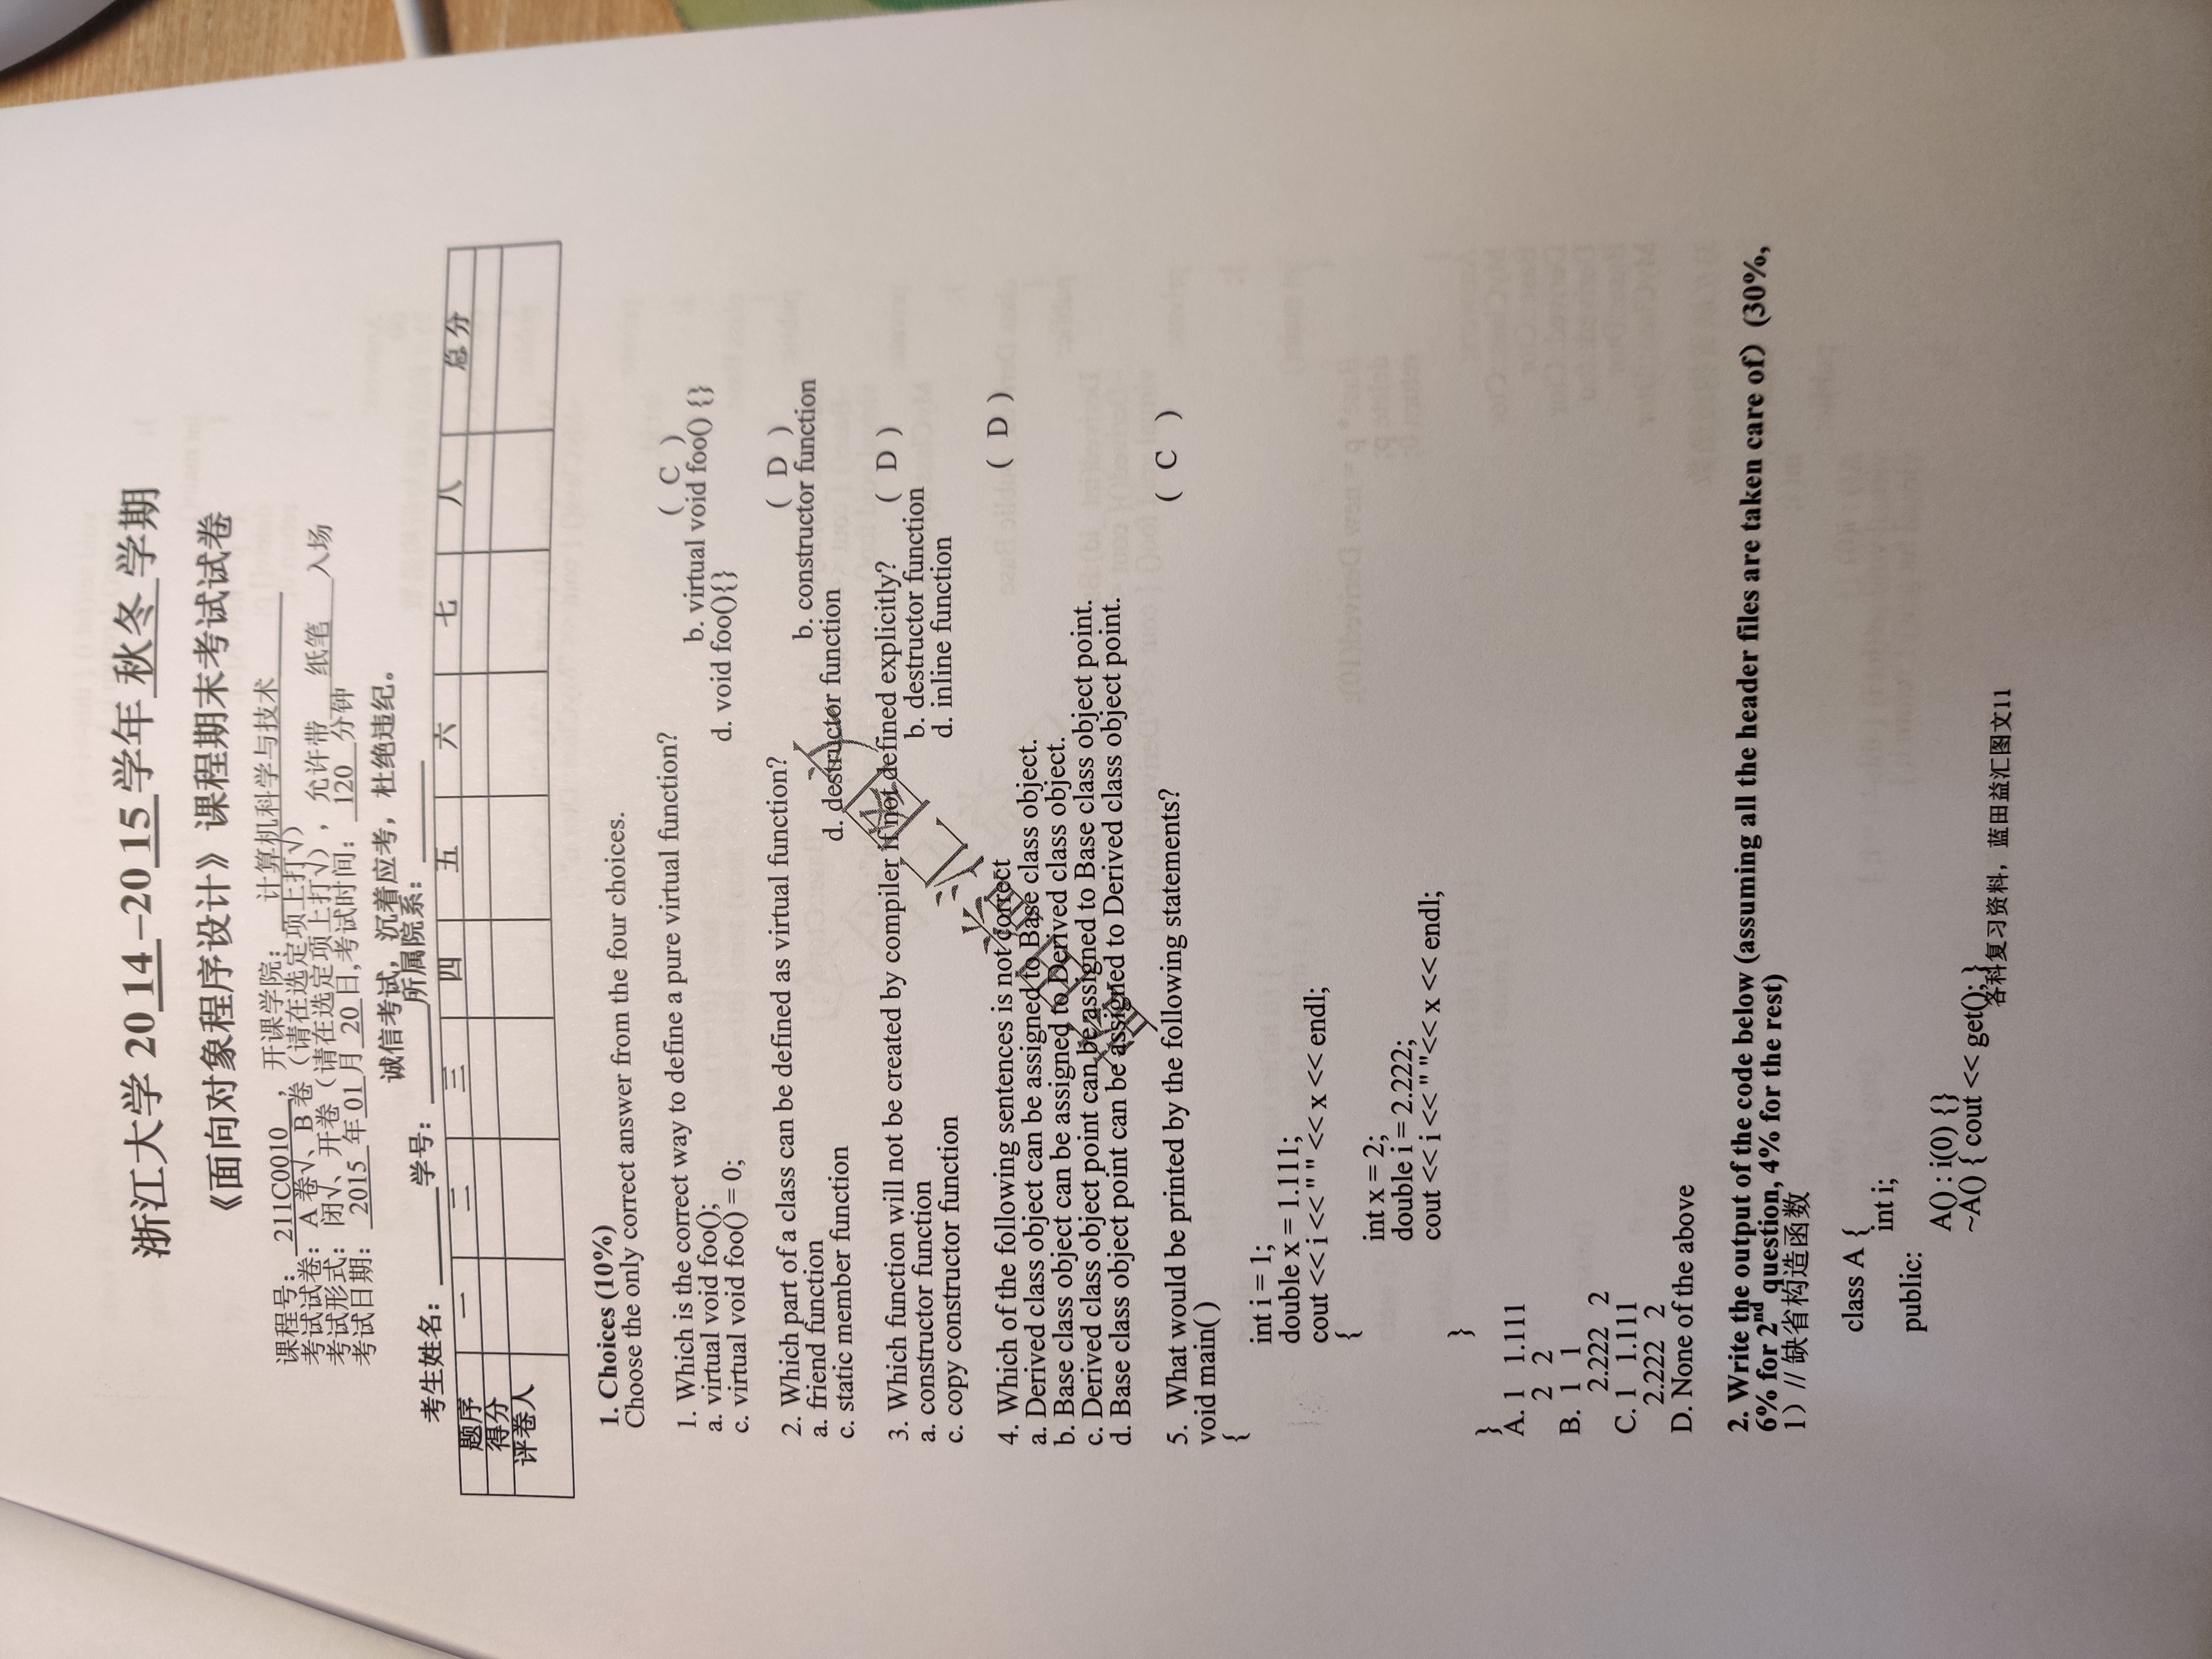 浙江大学 20 14–20 15 学年 秋冬 学期
《面向对象程序设计》课程期末考试试卷
课程号： 211C0010 ，开课学院： 计算机科学与技术
考试试卷：A 卷√、B 卷（请在选定项上打√）
考试形式：闭√、开卷（请在选定项上打√），允许带 纸笔 入场
考试日期： 2015 年 01 月 20 日,考试时间： 120 分钟
诚信考试，沉着应考，杜绝违纪。
考生姓名： 学号： 所属院系：
题序 一 二 三 四 五 六 七 八 总分
得分
评卷人
1. Choices (10%)
Choose the only correct answer from the four choices.
1. Which is the correct way to define a pure virtual function? ( C )
a. virtual void foo(); b. virtual void foo() {}
c. virtual void foo() = 0; d. void foo(){}
2. Which part of a class can be defined as virtual function? ( D )
a. friend function b. constructor function
c. static member function d. destructor function
3. Which function will not be created by compiler if not defined explicitly? ( D )
a. constructor function b. destructor function
c. copy constructor function d. inline function
4. Which of the following sentences is not correct ( D )
a. Derived class object can be assigned to Base class object.
b. Base class object can be assigned to Derived class object.
c. Derived class object point can be assigned to Base class object point.
d. Base class object point can be assigned to Derived class object point.
5. What would be printed by the following statements? ( C )
void main( )
{
int i = 1;
double x = 1.111;
cout << i << " " << x << endl;
{
int x = 2;
double i = 2.222;
cout << i << " "<< x << endl;
}
}
A. 1 1.111
2 2
B. 1 1
2.222 2
C. 1 1.111
2.222 2
D. None of the above
2. Write the output of the code below (assuming all the header files are taken care of) (30%,
6% for 2nd question, 4% for the rest)
1）// 缺省构造函数
class A {
int i;
public:
A() : i(0) {}
~A() { cout << get(); }
各科复习资料，蓝田益汇图文11